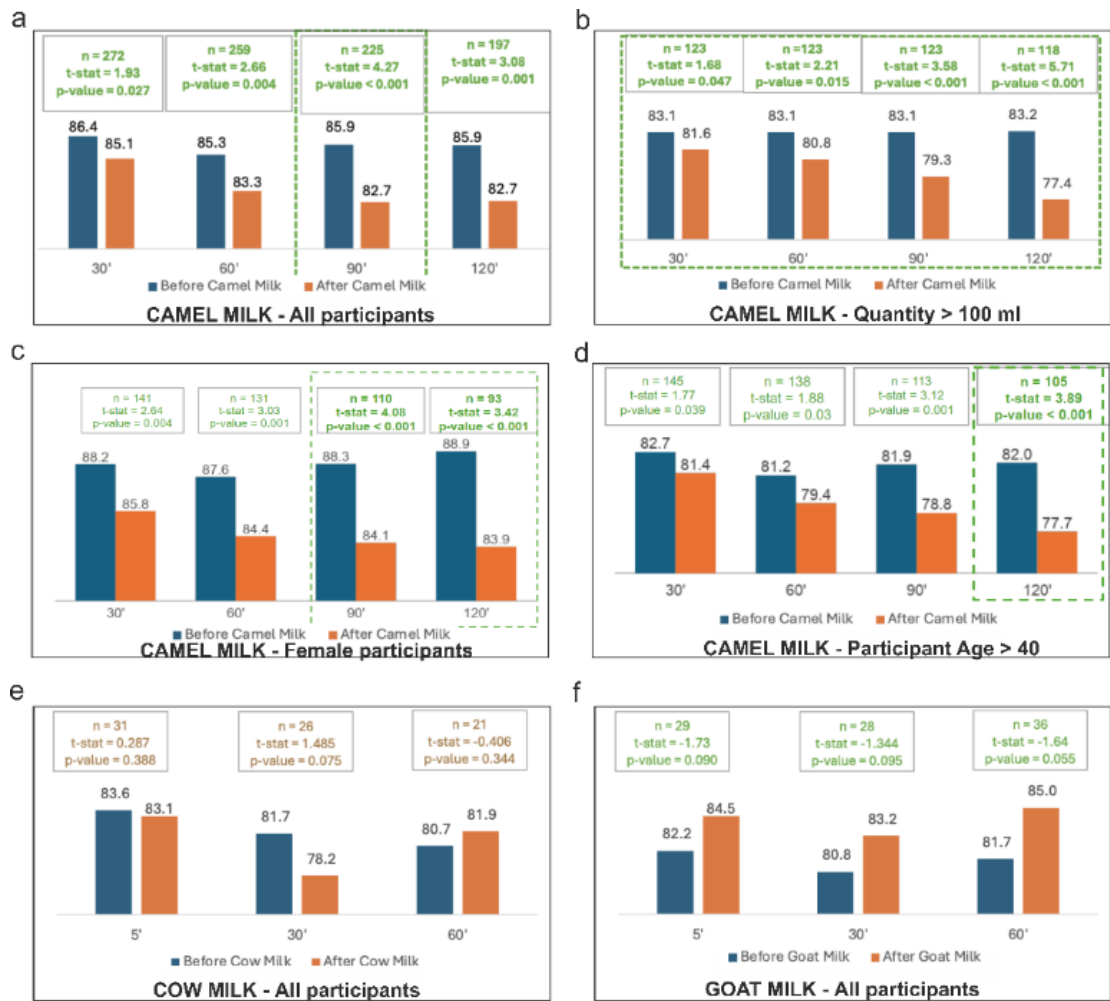 a
n = 272
t-stat = 1.93
p-value = 0.027
n = 259
t-stat = 2.66
p-value = 0.004
n = 225
t-stat = 4.27
p-value < 0.001
n = 197
t-stat = 3.08
p-value = 0.001
86.4
85.1
85.3
83.3
85.9
82.7
85.9
82.7
30'
60'
90'
120'
Before Camel Milk
After Camel Milk
CAMEL MILK - All participants
b
n = 123
t-stat = 1.68
p-value = 0.047
n =123
t-stat = 2.21
p-value = 0.015
n = 123
t-stat = 3.58
p-value < 0.001
n = 118
t-stat = 5.71
p-value < 0.001
83.1
81.6
83.1
80.8
83.1
79.3
83.2
77.4
30'
60'
90'
120'
Before Camel Milk
After Camel Milk
CAMEL MILK - Quantity > 100 ml
c
n = 141
t-stat = 2.64
p-value = 0.004
n = 131
t-stat = 3.03
p-value = 0.001
n = 110
t-stat = 4.08
p-value < 0.001
n = 93
t-stat = 3.42
p-value < 0.001
88.2
85.8
87.6
84.4
88.3
84.1
88.9
83.9
30'
60'
90'
120'
Before Camel Milk
After Camel Milk
CAMEL MILK - Female participants
d
n = 145
t-stat = 1.77
p-value = 0.039
n = 138
t-stat = 1.88
p-value = 0.03
n = 113
t-stat = 3.12
p-value = 0.001
n = 105
t-stat = 3.89
p-value < 0.001
82.7
81.4
81.2
79.4
81.9
78.8
82.0
77.7
30'
60'
90'
120'
Before Camel Milk
After Camel Milk
CAMEL MILK - Participant Age > 40
e
n = 31
t-stat = 0.287
p-value = 0.388
n = 26
t-stat = 1.485
p-value = 0.075
n = 21
t-stat = -0.406
p-value = 0.344
83.6
83.1
81.7
78.2
80.7
81.9
5'
30'
60'
Before Cow Milk
After Cow Milk
COW MILK - All participants
f
n = 29
t-stat = -1.73
p-value = 0.090
n = 28
t-stat = -1.344
p-value = 0.095
n = 36
t-stat = -1.64
p-value = 0.055
82.2
84.5
80.8
83.2
81.7
85.0
5'
30'
60'
Before Goat Milk
After Goat Milk
GOAT MILK - All participants